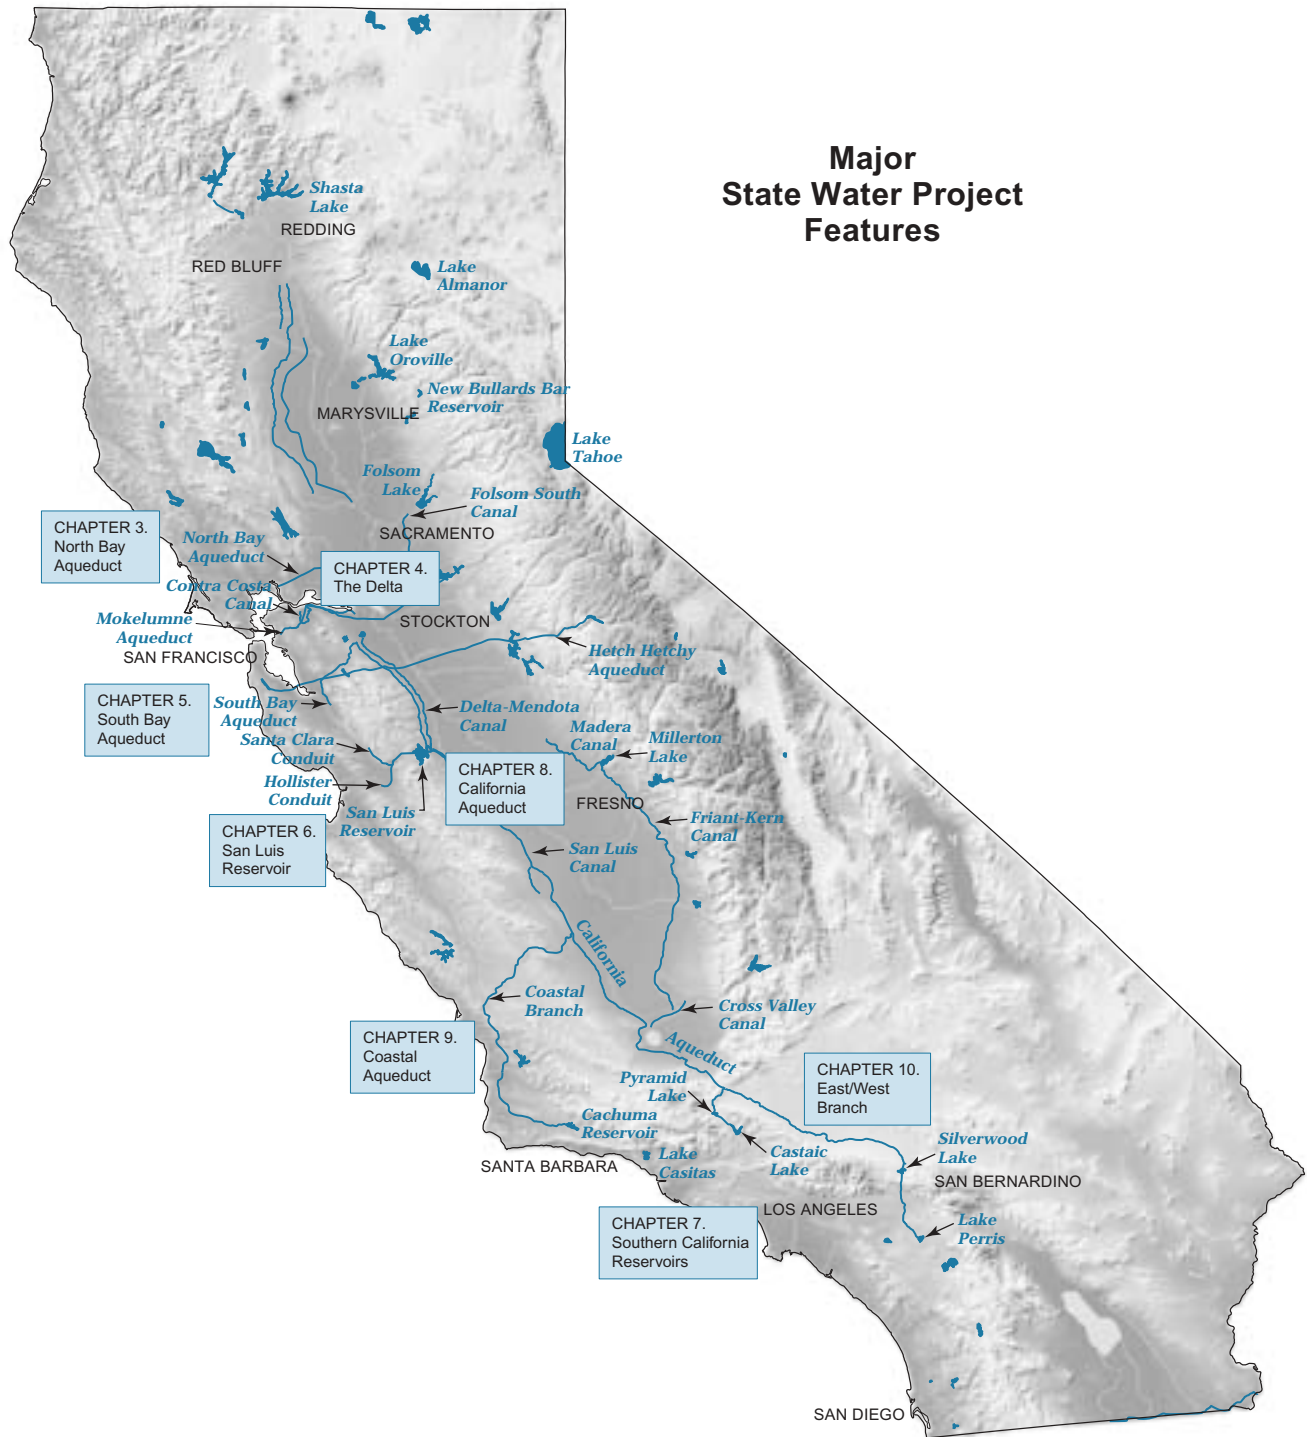 Major
State Water Project
Features
Shasta
Lake
REDDING
RED BLUFF
Lake
Almanor
Lake
Oroville
New Bullards Bar
Reservoir
MARYSVILLE
Lake
Tahoe
Folsom
Lake
Folsom South
Canal
SACRAMENTO
CHAPTER 3.
North Bay
Aqueduct
North Bay
Aqueduct
CHAPTER 4.
The Delta
Contra Costa
Canal
Mokelumne
Aqueduct
STOCKTON
SAN FRANCISCO
Hetch Hetchy
Aqueduct
CHAPTER 5.
South Bay
Aqueduct
South Bay
Aqueduct
Delta-Mendota
Canal
Santa Clara
Conduit
Madera
Canal
Millerton
Lake
Hollister
Conduit
CHAPTER 8.
California
Aqueduct
FRESNO
San Luis
Reservoir
CHAPTER 6.
San Luis
Reservoir
Friant-Kern
Canal
San Luis
Canal
California
Aqueduct
Coastal
Branch
Cross Valley
Canal
CHAPTER 9.
Coastal
Aqueduct
CHAPTER 10.
East/West
Branch
Pyramid
Lake
Cachuma
Reservoir
Castaic
Lake
Silverwood
Lake
SANTA BARBARA
Lake
Casitas
SAN BERNARDINO
LOS ANGELES
CHAPTER 7.
Southern California
Reservoirs
Lake
Perris
SAN DIEGO